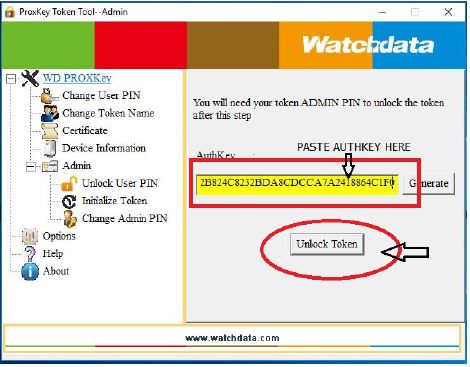 ProxKey Token Tool--Admin
Watchdata
WD PROXKey
Change User PIN
Change Token Name
Certificate
Device Information
Admin
Unlock User PIN
Initialize Token
Change Admin PIN
Options
Help
About
You will need your token ADMIN PIN to unlock the token
after this step
PASTE AUTHKEY HERE
AuthKey :
2B824C8232BDA8CDCCA7A2418864C1F0
Generate
Unlock Token
www.watchdata.com